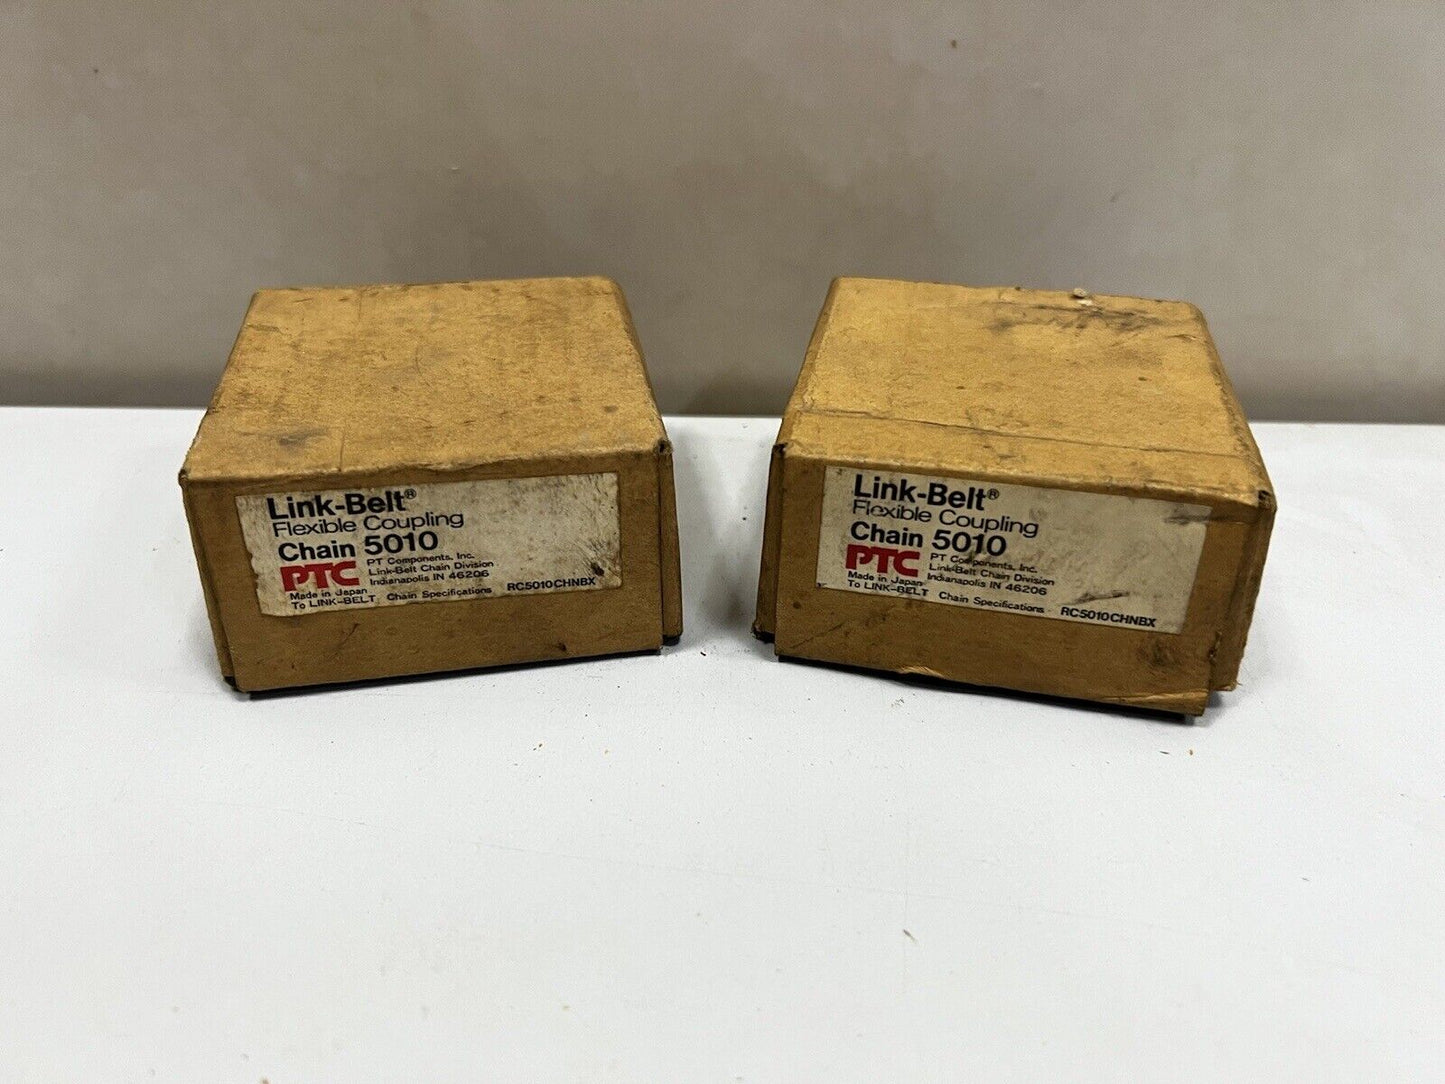 Link-Belt®
Flexible Coupling
Chain 5010
PTC
PT Components, Inc.
Link-Belt Chain Division
Indianapolis IN 46206
Made in Japan
To LINK-BELT Chain Specifications RC5010CHNBX
Link-Belt®
Flexible Coupling
Chain 5010
PTC
PT Components, Inc.
Link-Belt Chain Division
Indianapolis IN 46206
Made in Japan
To LINK-BELT Chain Specifications RC5010CHNBX